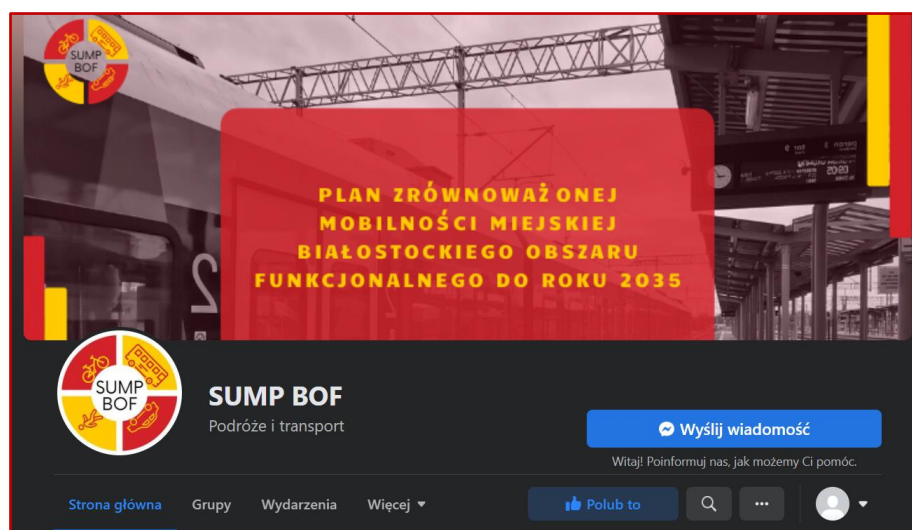 SUMP
BOF
PLAN ZRÓWNOWAŻONEJ
MOBILNOŚCI MIEJSKIEJ
BIAŁOSTOCKIEGO OBSZARU
FUNKCJONALNEGO DO ROKU 2035
2
SUMP
BOF
SUMP BOF
Podróże i transport
Wyślij wiadomość
Witaj! Poinformuj nas, jak możemy Ci pomóc.
Strona główna Grupy Wydarzenia Więcej Polub to